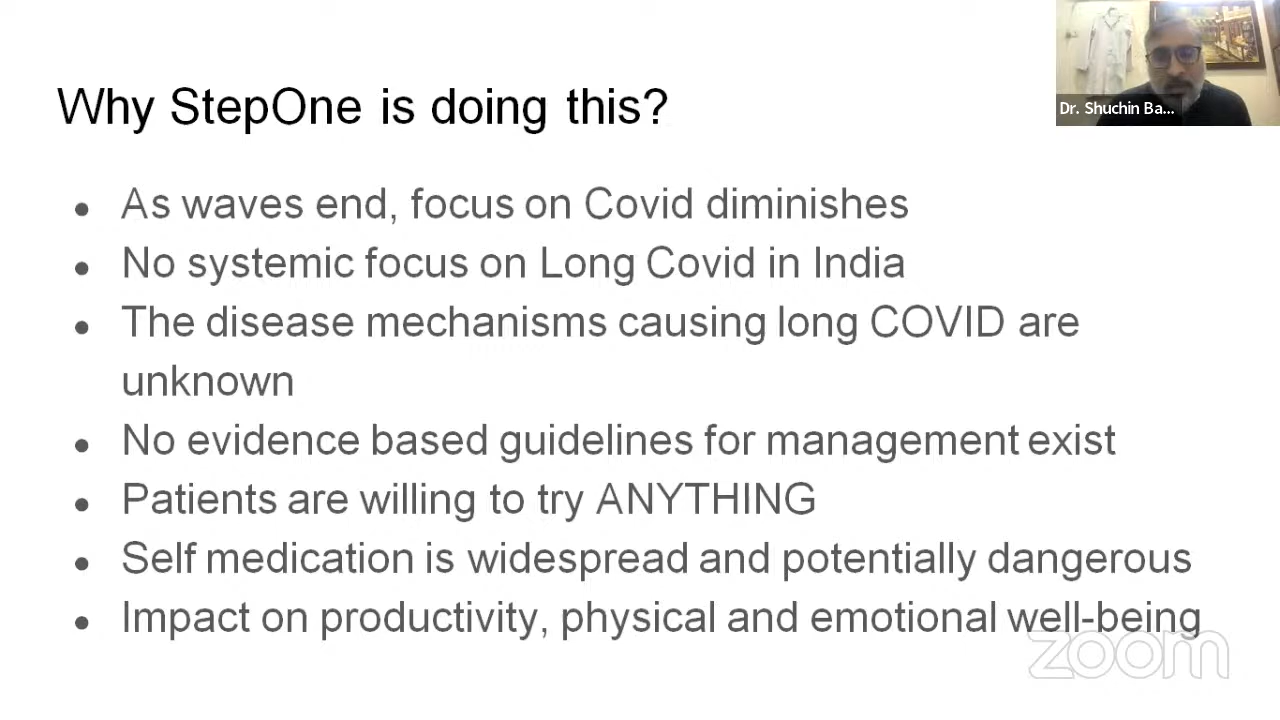 Why StepOne is doing this?
Dr. Shuchin Ba...
● As waves end, focus on Covid diminishes
● No systemic focus on Long Covid in India
● The disease mechanisms causing long COVID are
unknown
● No evidence based guidelines for management exist
● Patients are willing to try ANYTHING
● Self medication is widespread and potentially dangerous
● Impact on productivity, physical and emotional well-being
zoom